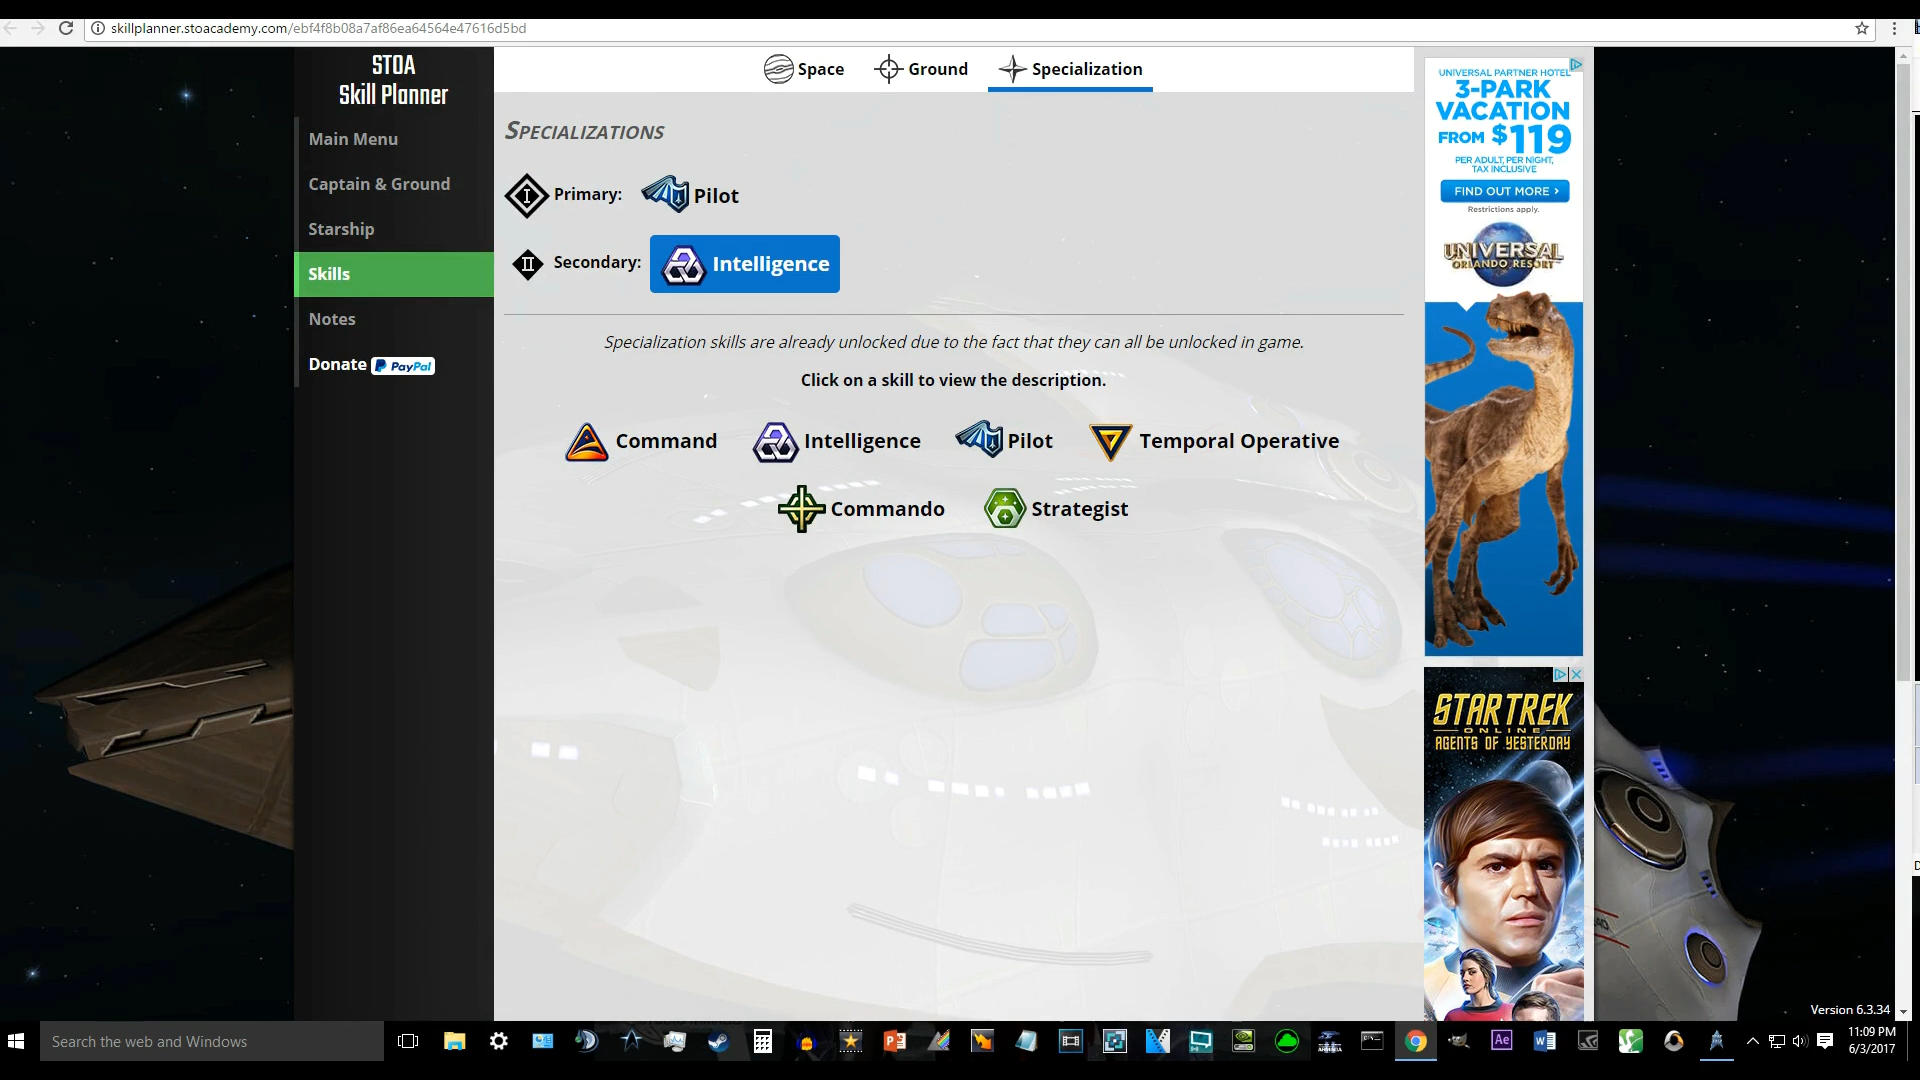 skillplanner.stoacademy.com/ebf4f8b08a7af86ea64564e47616d5bd
STOA
Skill Planner
Main Menu
Captain & Ground
Starship
Skills
Notes
Donate PayPal
Space
Ground
Specialization
Specializations
I Primary: Pilot
II Secondary: Intelligence
Specialization skills are already unlocked due to the fact that they can all be unlocked in game.
Click on a skill to view the description.
Command
Intelligence
Pilot
Temporal Operative
Commando
Strategist
UNIVERSAL PARTNER HOTEL
3-PARK
VACATION
FROM $119
PER ADULT, PER NIGHT,
TAX INCLUSIVE
FIND OUT MORE >
Restrictions apply.
UNIVERSAL
ORLANDO RESORT
STAR TREK
ONLINE
AGENTS OF YESTERDAY
Version 6.3.34
Search the web and Windows
Ae
11:09 PM
6/3/2017